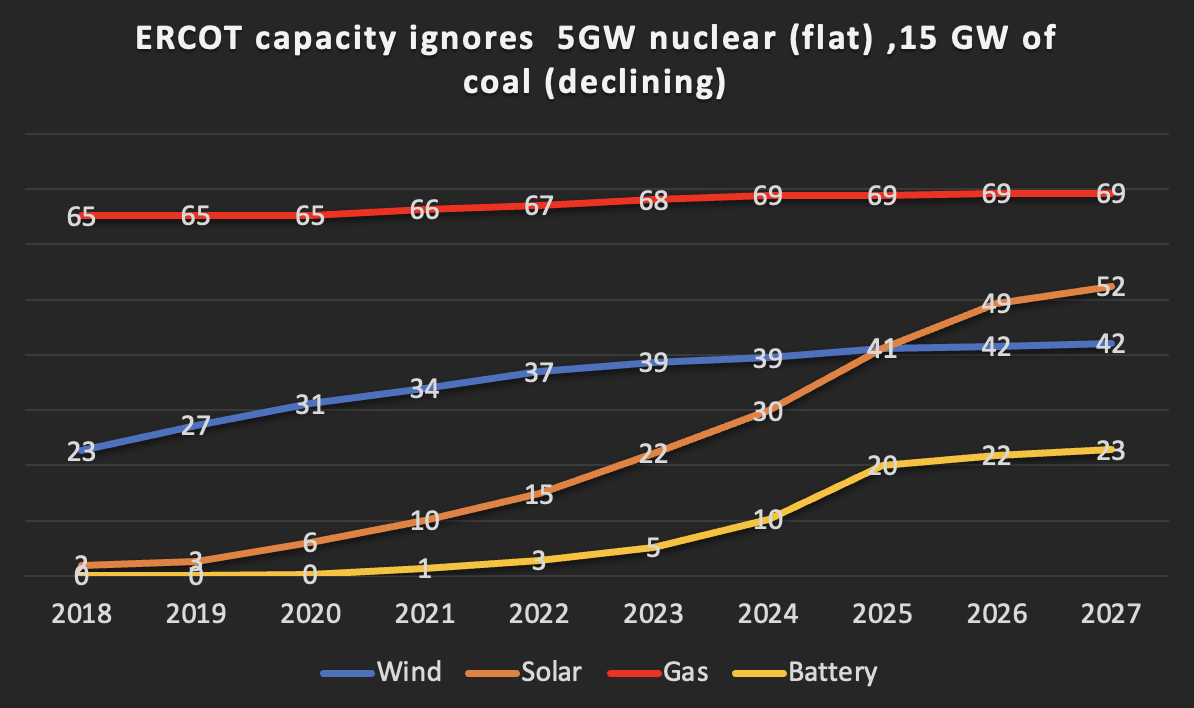 ERCOT capacity ignores  5GW nuclear (flat) ,15 GW of
coal (declining)
65 65 65 66 67 68 69 69 69 69
23 27 31 34 37 39 39 41 42 42
2 3 6 10 15 22 30 49 52
0 0 0 1 3 5 10 20 22 23
2018 2019 2020 2021 2022 2023 2024 2025 2026 2027
Wind Solar Gas Battery